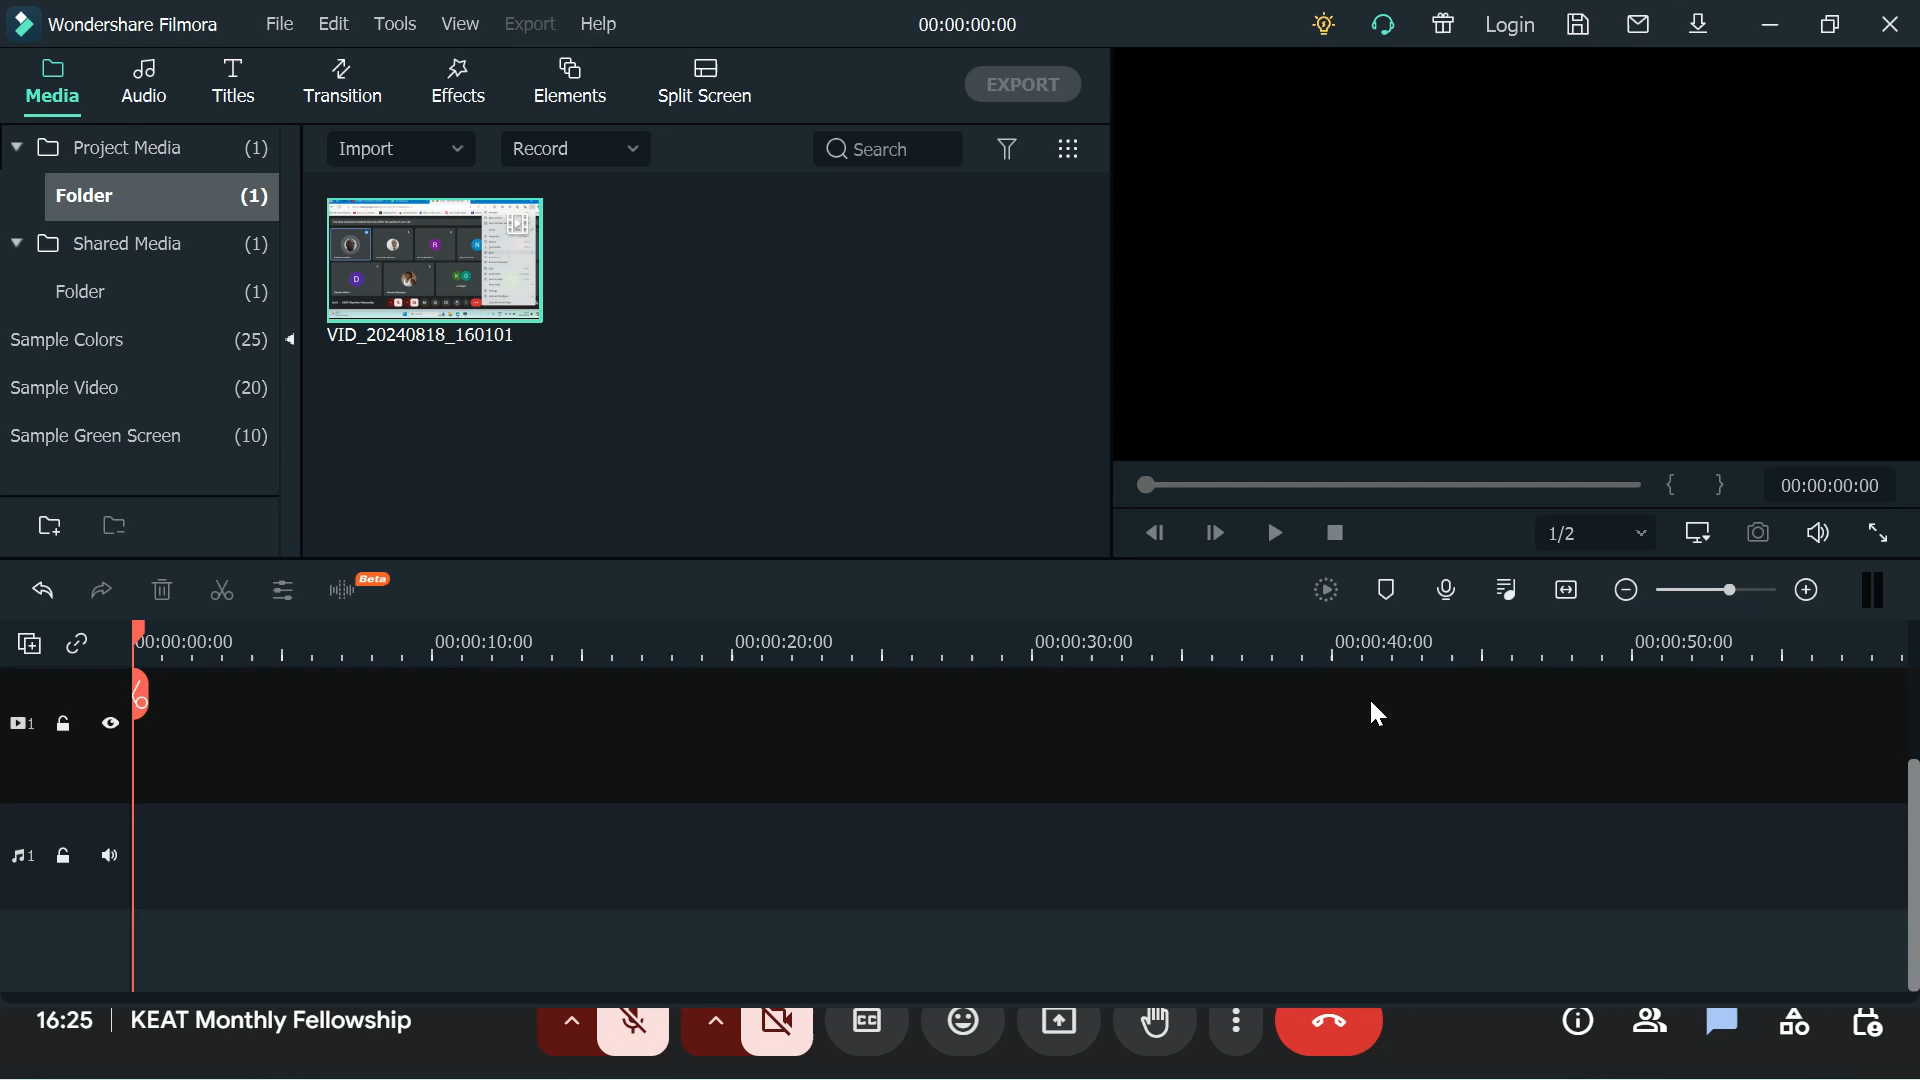 Wondershare Filmora File Edit Tools View Export Help 00:00:00:00 Login
Media Audio Titles Transition Effects Elements Split Screen EXPORT
Project Media (1) Import Record Search
Folder (1)
Shared Media (1)
Folder (1)
Sample Colors (25) VID_20240818_160101
Sample Video (20)
Sample Green Screen (10)
00:00:00:00
1/2
Beta
00:00:00:00 00:00:10:00 00:00:20:00 00:00:30:00 00:00:40:00 00:00:50:00
1
1
16:25 KEAT Monthly Fellowship CC